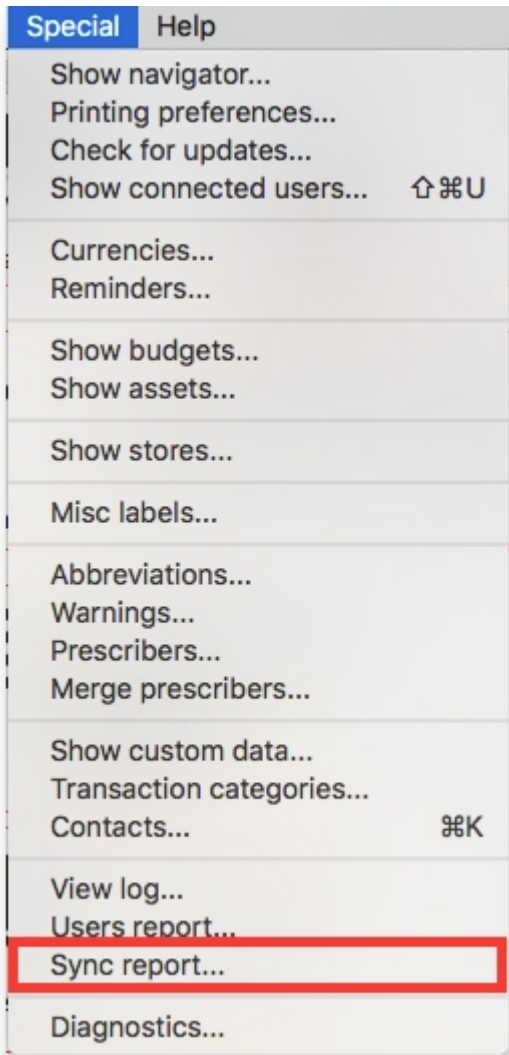 Special Help
Show navigator...
Printing preferences...
Check for updates...
Show connected users... ⇧⌘U
Currencies...
Reminders...
Show budgets...
Show assets...
Show stores...
Misc labels...
Abbreviations...
Warnings...
Prescribers...
Merge prescribers...
Show custom data...
Transaction categories...
Contacts... ⌘K
View log...
Users report...
Sync report...
Diagnostics...